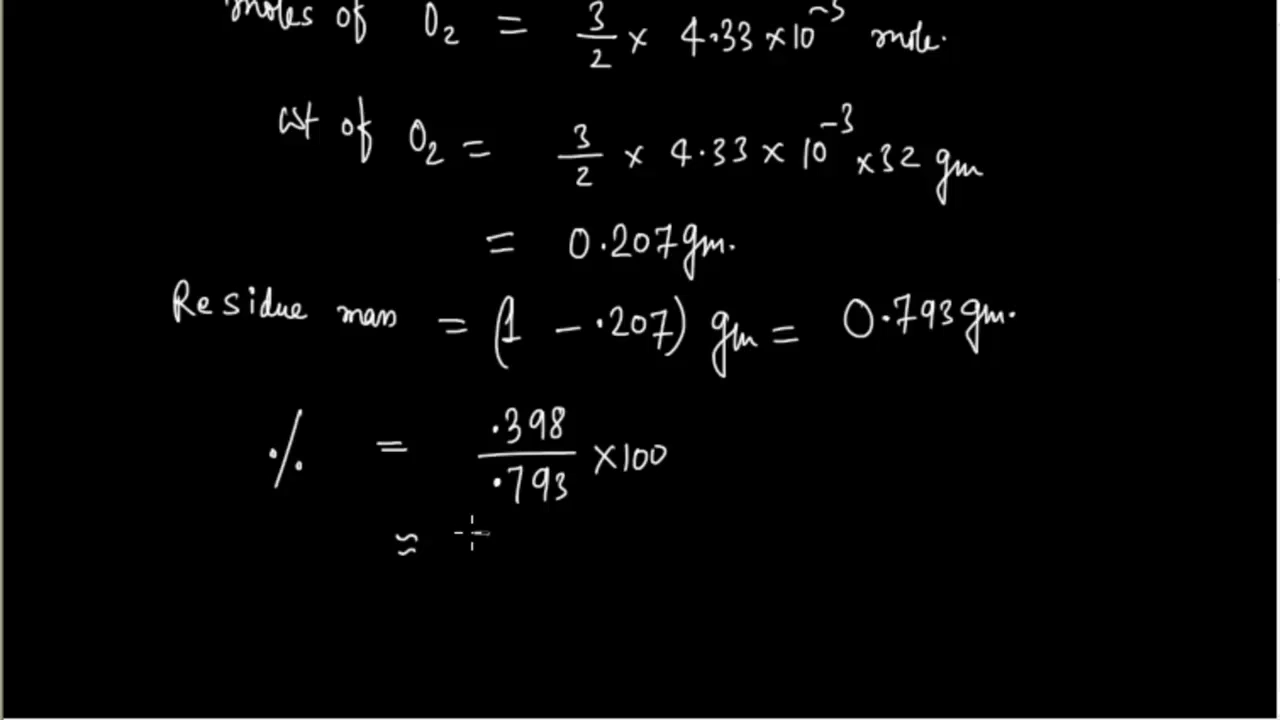 moles of O₂ = 3/2 × 4.33 × 10⁻³ mole.
wt of O₂ = 3/2 × 4.33 × 10⁻³ × 32 gm
= 0.207 gm.
Residue mass = (1 - .207) gm = 0.793 gm.
% = .398/.793 × 100
≈